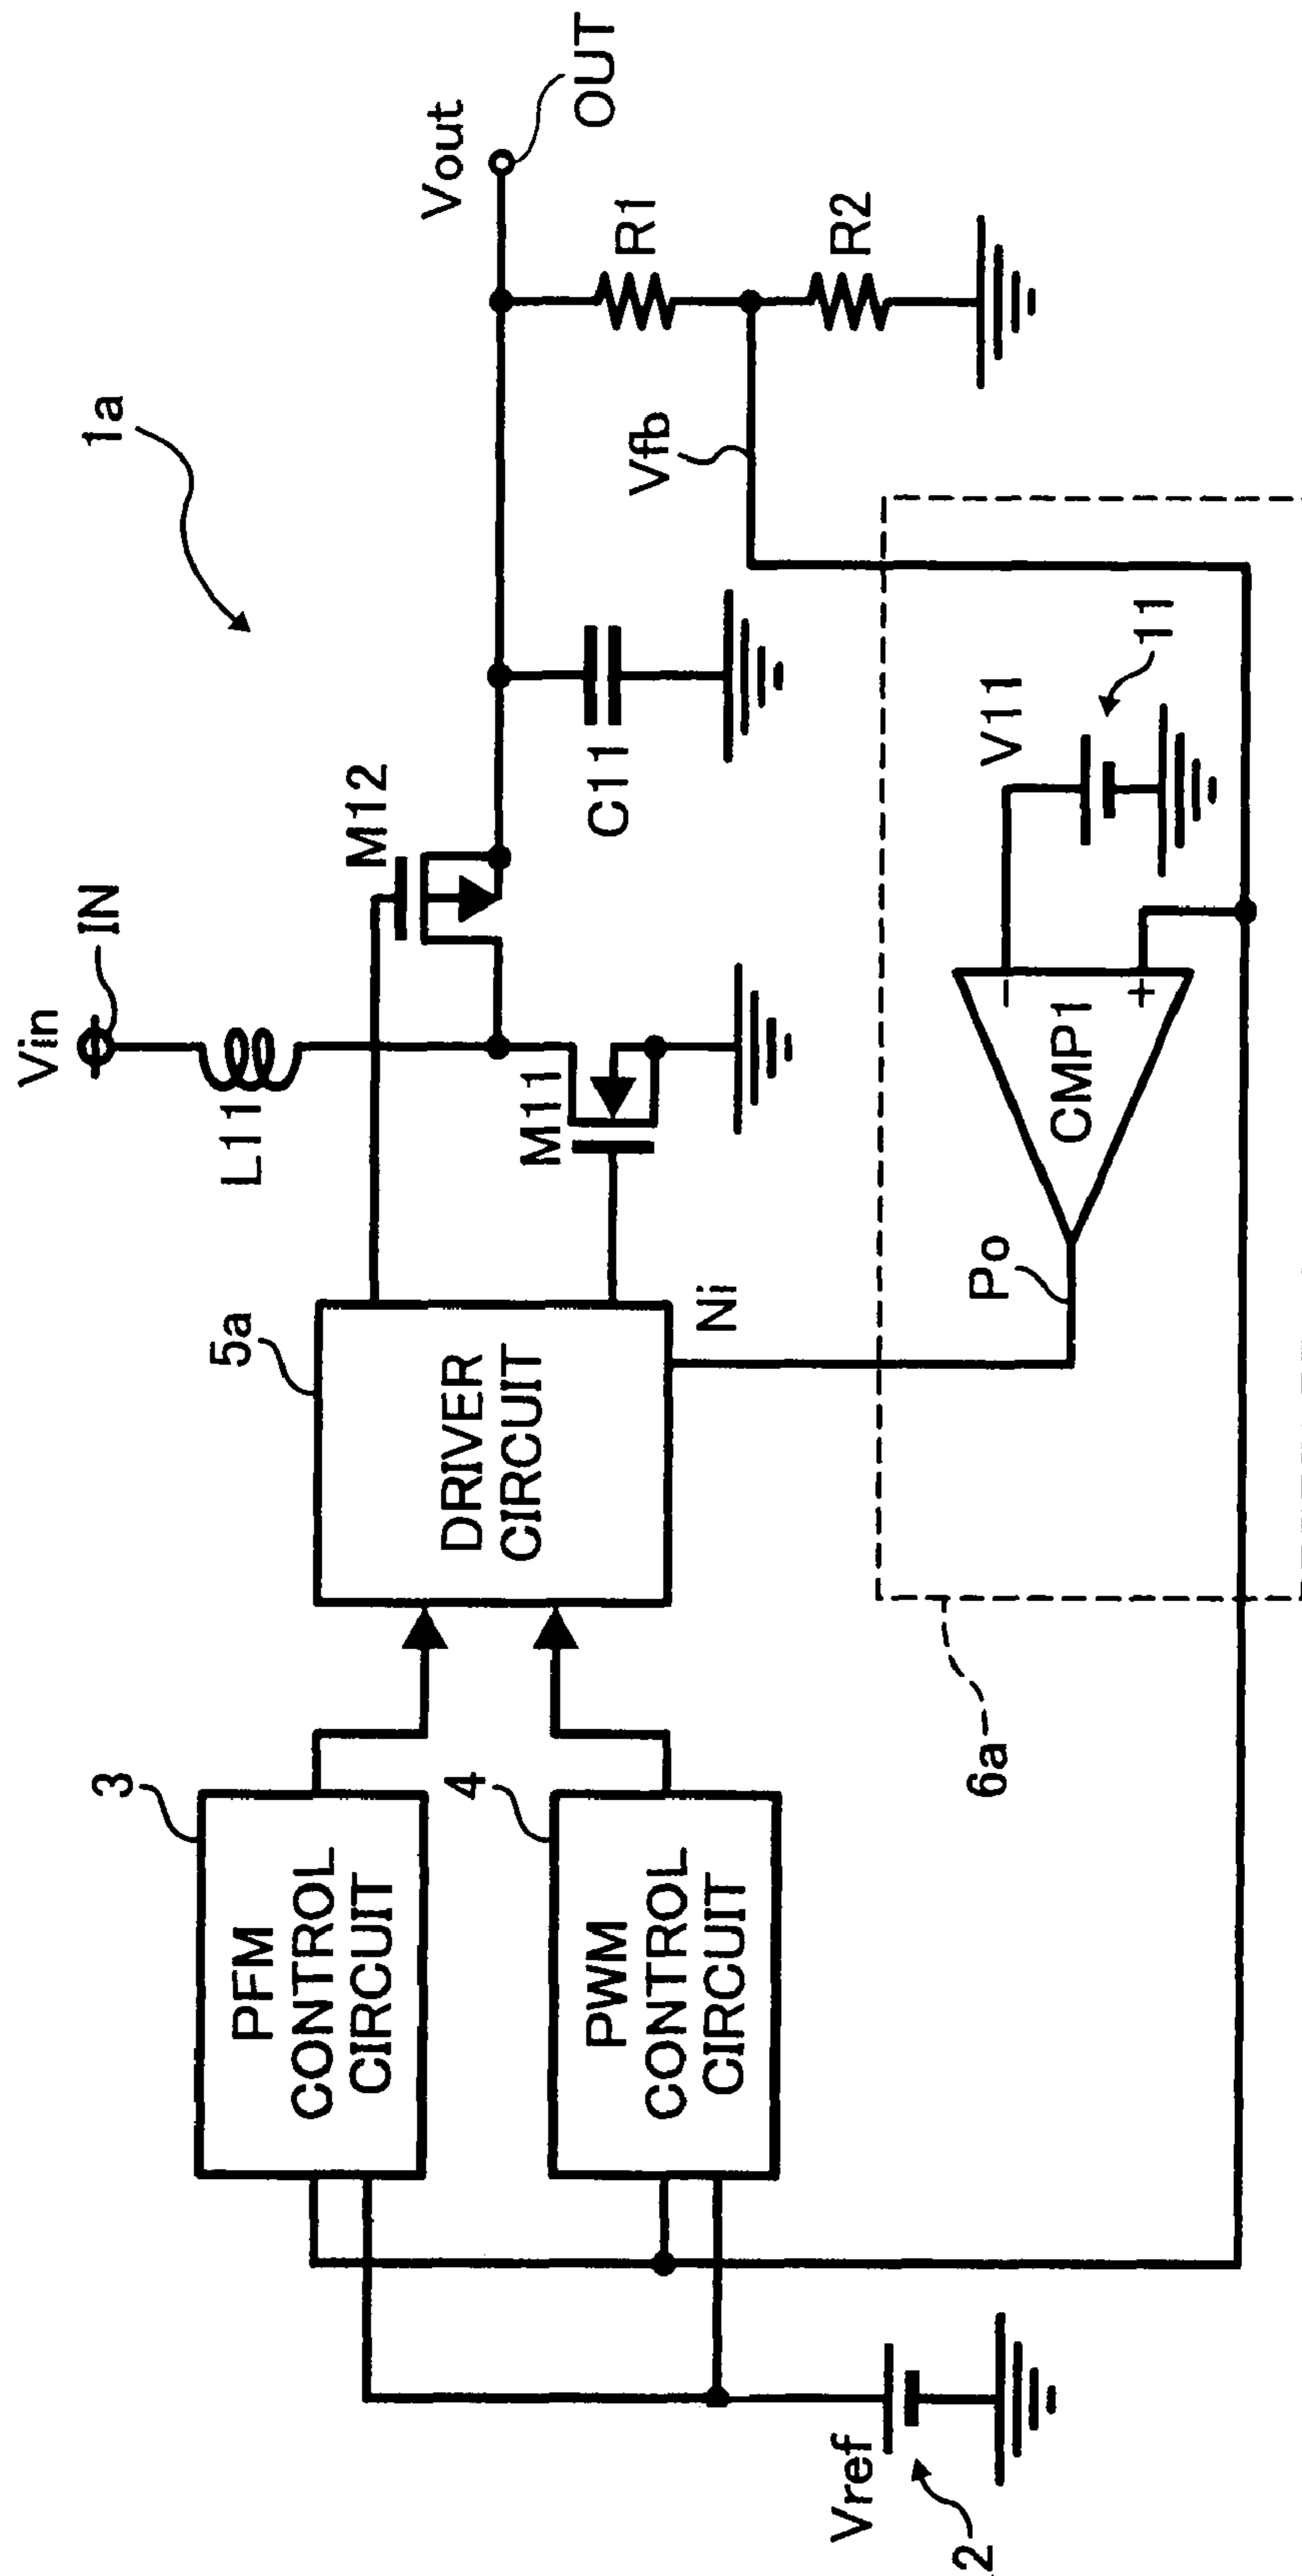 1a
Vin
IN
L11
M12
Vout
OUT
5a
DRIVER
CIRCUIT
M11
C11
R1
Vfb
R2
3
PFM
CONTROL
CIRCUIT
4
PWM
CONTROL
CIRCUIT
Ni
Po
CMP1
-
+
V11
11
6a
Vref
2